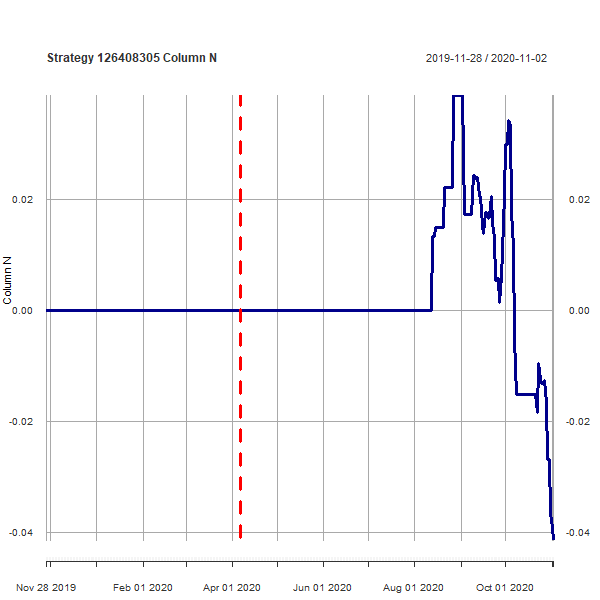 Strategy 126408305 Column N
2019-11-28 / 2020-11-02
Column N
0.02
0.02
0.00
0.00
-0.02
-0.02
-0.04
-0.04
Nov 28 2019
Feb 01 2020
Apr 01 2020
Jun 01 2020
Aug 01 2020
Oct 01 2020